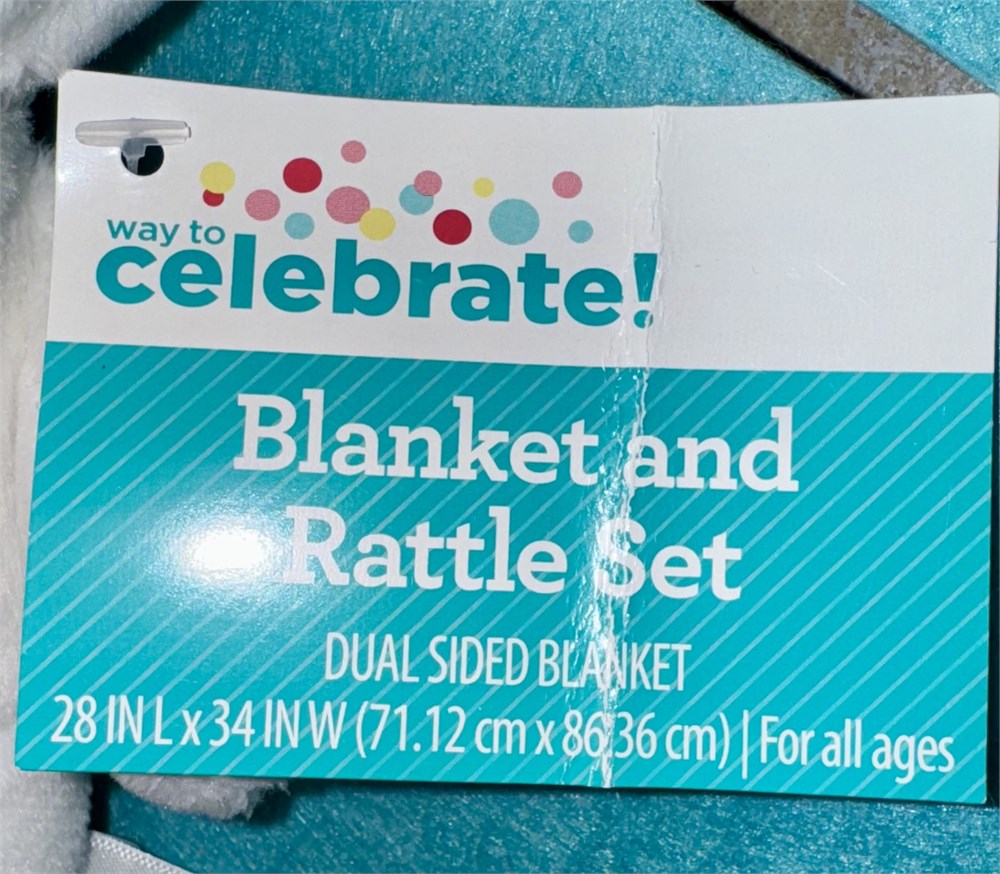 way to
celebrate!
Blanket and
Rattle Set
DUAL SIDED BLANKET
28 IN L x 34 IN W (71.12 cm x 86.36 cm) | For all ages